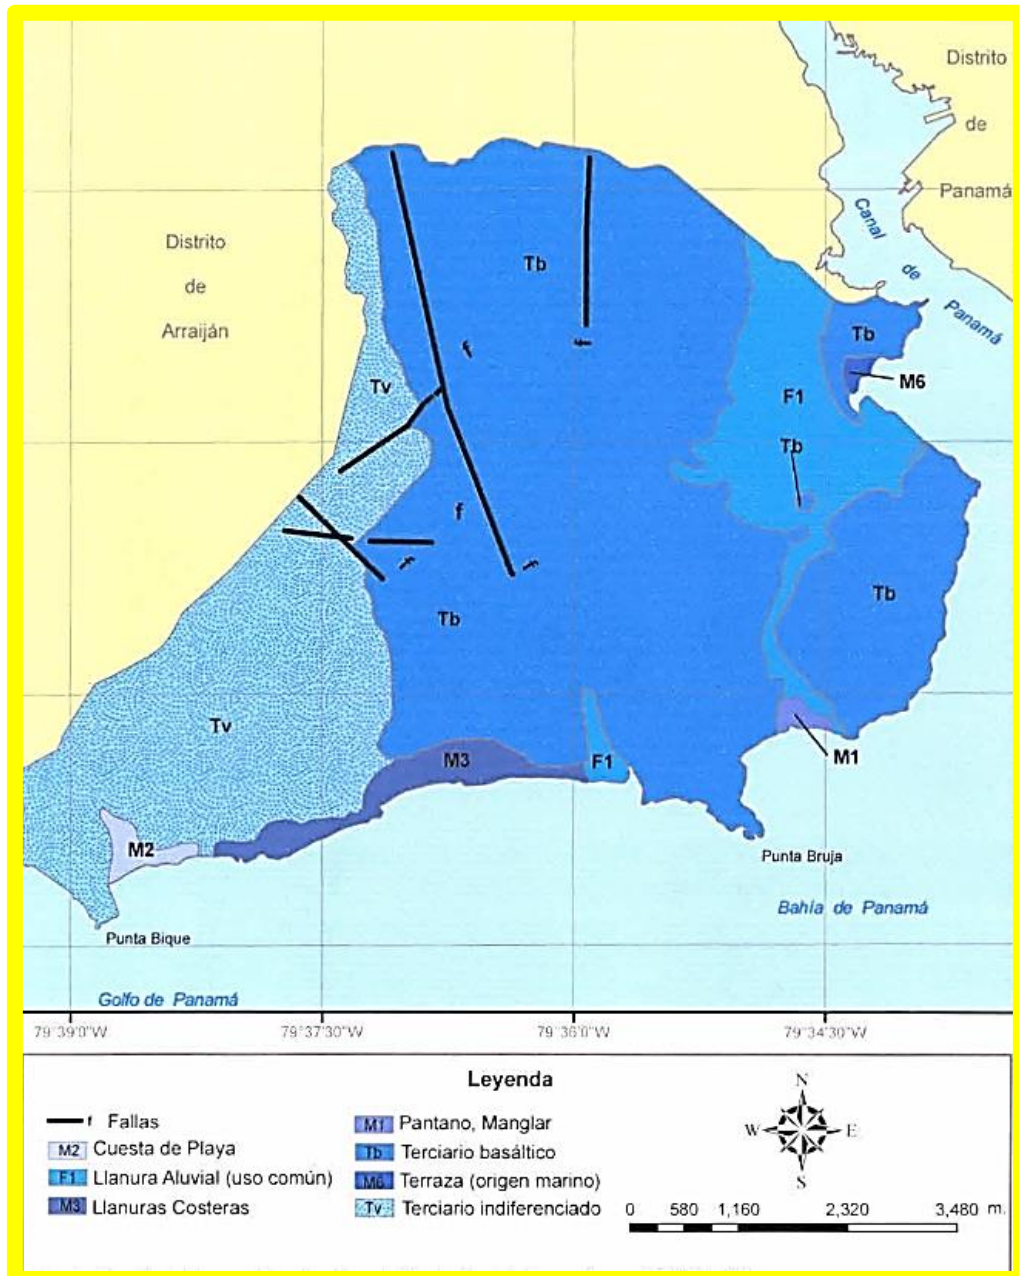 Distrito
de
Panamá
Canal de Panamá
Distrito
de
Arraiján
Tb
Tb
M6
f
f
Tv
F1
Tb
f
f
f
Tb
Tb
Tv
M3
F1
M1
M2
Punta Bruja
Bahía de Panamá
Punta Bique
Golfo de Panamá
79°39'0"W 79°37'30"W 79°36'0"W 79°34'30"W
Leyenda
f Fallas
M2 Cuesta de Playa
F1 Llanura Aluvial (uso común)
M3 Llanuras Costeras
M1 Pantano, Manglar
Tb Terciario basáltico
M6 Terraza (origen marino)
Tv Terciario indiferenciado
N
W E
S
0 580 1,160 2,320 3,480 m.